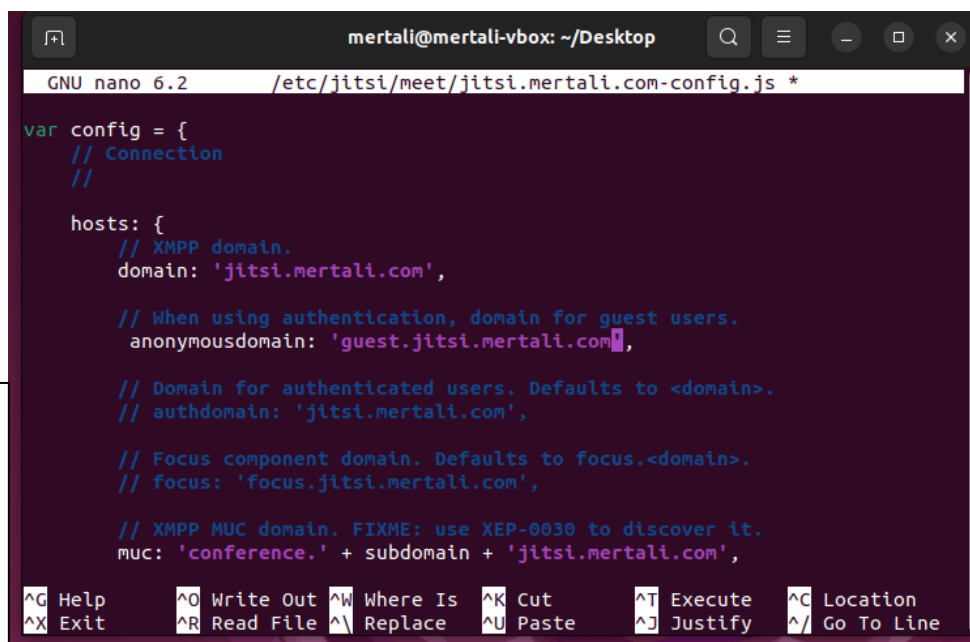 mertali@mertali-vbox: ~/Desktop
GNU nano 6.2 /etc/jitsi/meet/jitsi.mertali.com-config.js *
var config = {
// Connection
//
hosts: {
// XMPP domain.
domain: 'jitsi.mertali.com',
// When using authentication, domain for guest users.
anonymousdomain: 'guest.jitsi.mertali.com',
// Domain for authenticated users. Defaults to <domain>.
// authdomain: 'jitsi.mertali.com',
// Focus component domain. Defaults to focus.<domain>.
// focus: 'focus.jitsi.mertali.com',
// XMPP MUC domain. FIXME: use XEP-0030 to discover it.
muc: 'conference.' + subdomain + 'jitsi.mertali.com',
^G Help ^O Write Out ^W Where Is ^K Cut ^T Execute ^C Location
^X Exit ^R Read File ^\ Replace ^U Paste ^J Justify ^/ Go To Line